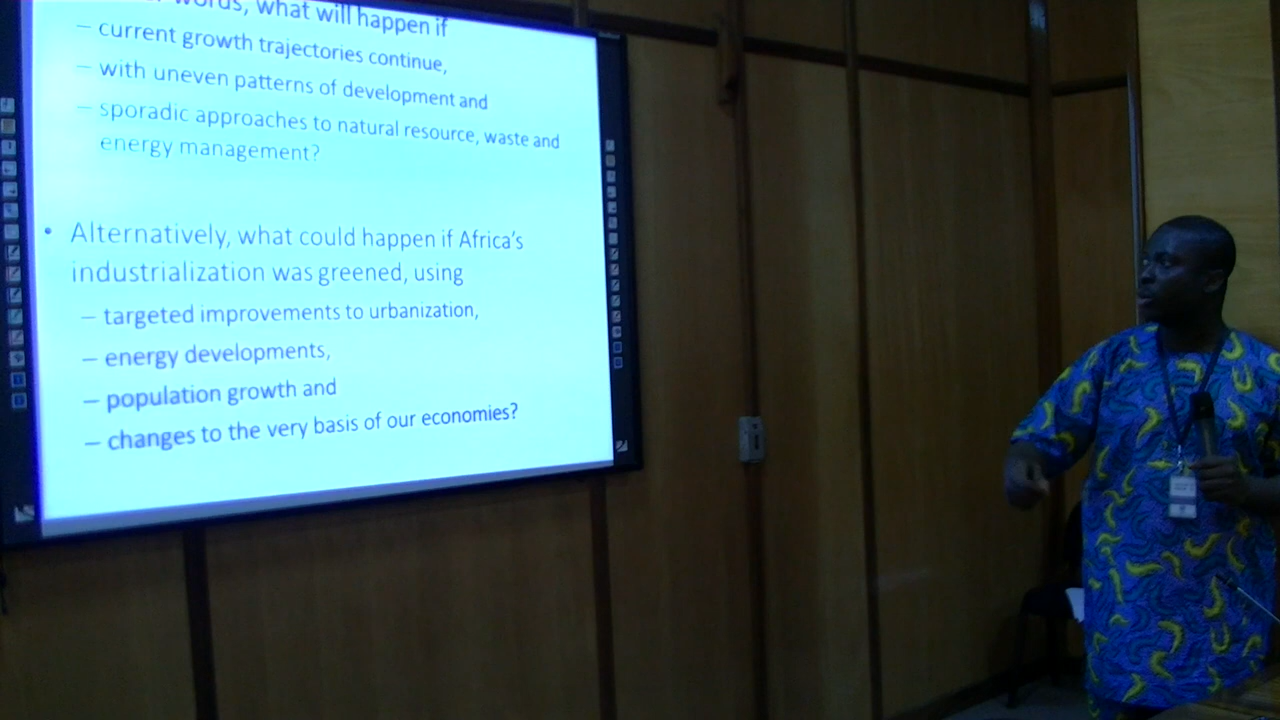 words, what will happen if
– current growth trajectories continue,
– with uneven patterns of development and
– sporadic approaches to natural resource, waste and
energy management?
• Alternatively, what could happen if Africa's
industrialization was greened, using
– targeted improvements to urbanization,
– energy developments,
– population growth and
– changes to the very basis of our economies?